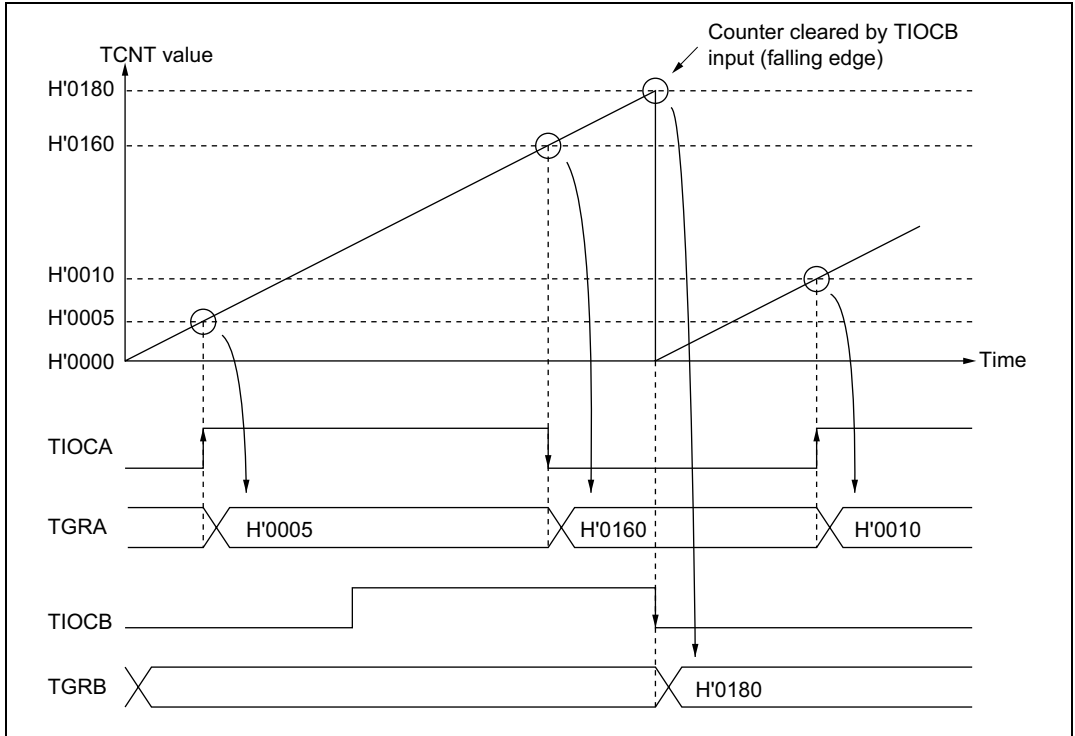 Counter cleared by TIOCB
input (falling edge)
TCNT value
H'0180
H'0160
H'0010
H'0005
H'0000
Time
TIOCA
TGRA
H'0005
H'0160
H'0010
TIOCB
TGRB
H'0180